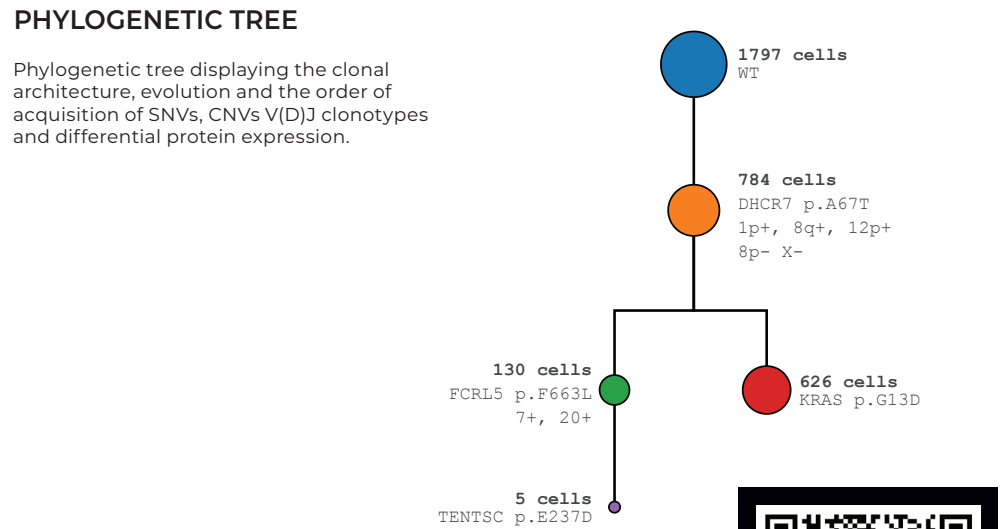 PHYLOGENETIC TREE
Phylogenetic tree displaying the clonal
architecture, evolution and the order of
acquisition of SNVs, CNVs V(D)J clonotypes
and differential protein expression.
1797 cells
WT
784 cells
DHCR7 p.A67T
1p+, 8q+, 12p+
8p- X-
130 cells
FCRL5 p.F663L
7+, 20+
626 cells
KRAS p.G13D
5 cells
TENTSC p.E237D